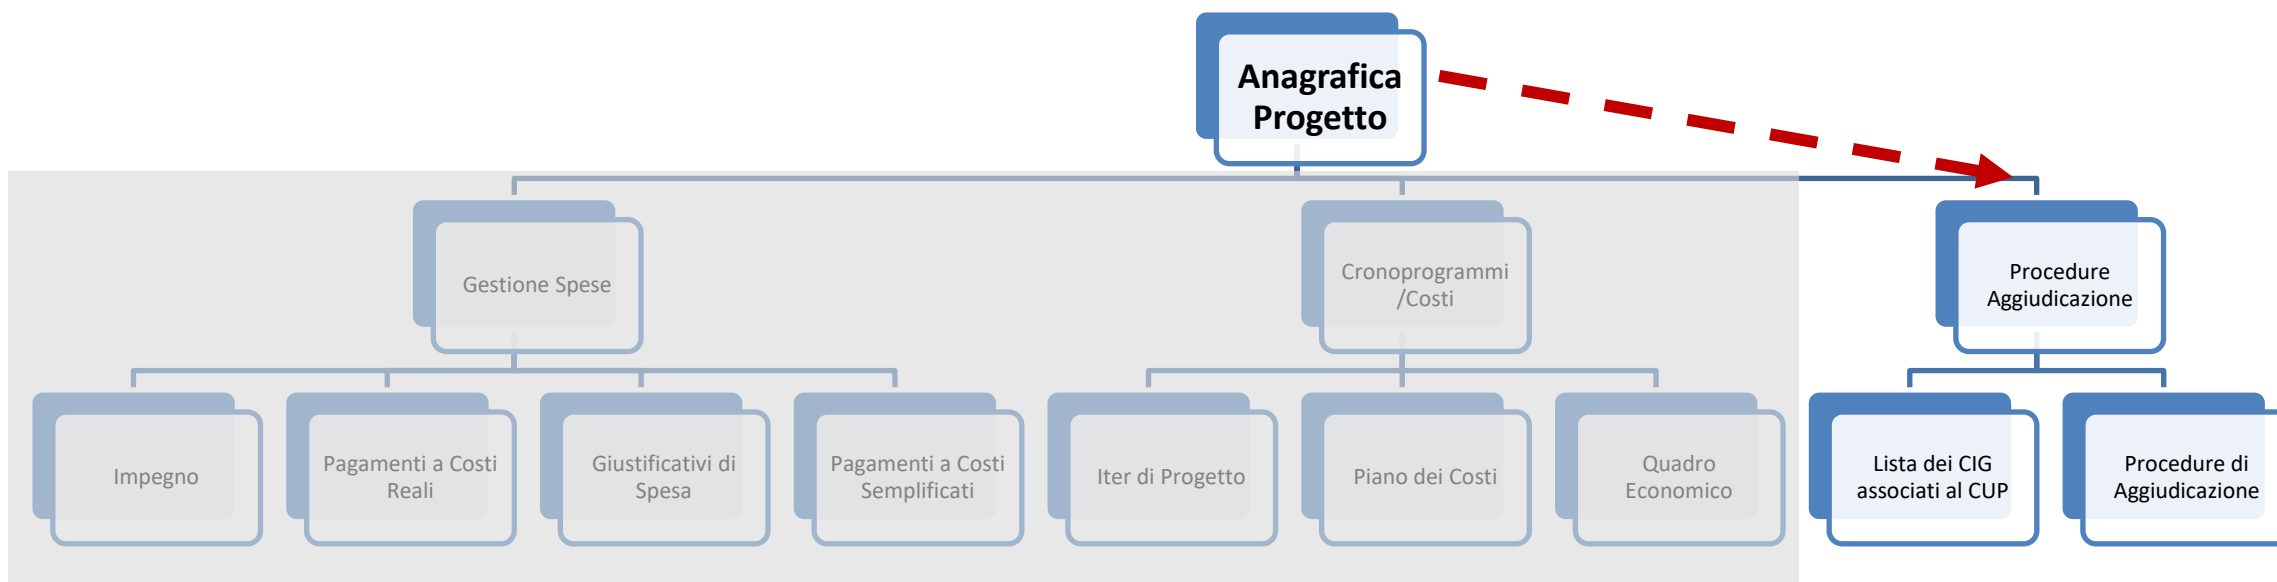 Anagrafica
Progetto
Gestione Spese
Cronoprogrammi
/Costi
Procedure
Aggiudicazione
Impegno
Pagamenti a Costi
Reali
Giustificativi di
Spesa
Pagamenti a Costi
Semplificati
Iter di Progetto
Piano dei Costi
Quadro
Economico
Lista dei CIG
associati al CUP
Procedure di
Aggiudicazione